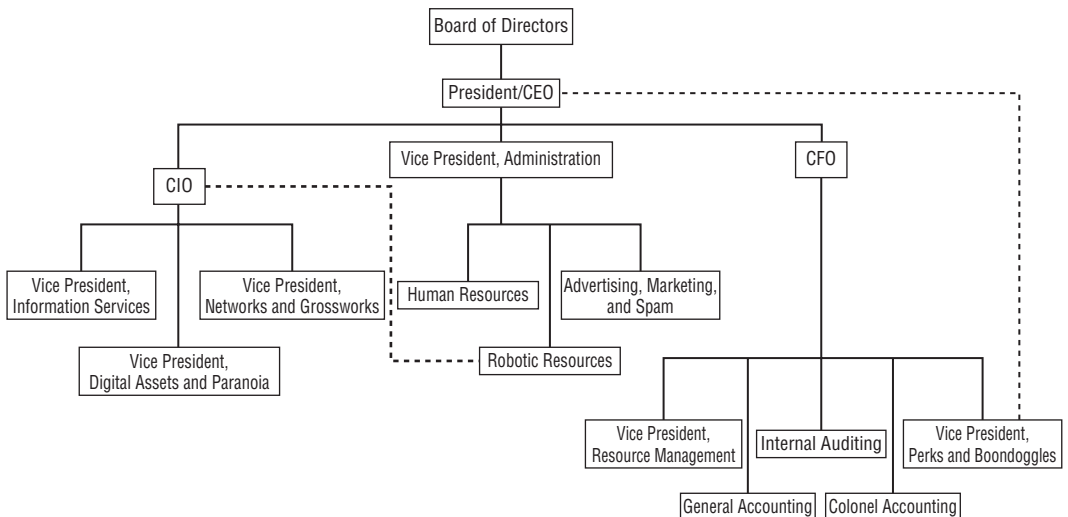 Board of Directors
President/CEO
Vice President, Administration
CFO
CIO
Vice President,
Information Services
Vice President,
Networks and Grossworks
Human Resources
Advertising, Marketing,
and Spam
Vice President,
Digital Assets and Paranoia
Robotic Resources
Vice President,
Resource Management
Internal Auditing
Vice President,
Perks and Boondoggles
General Accounting
Colonel Accounting